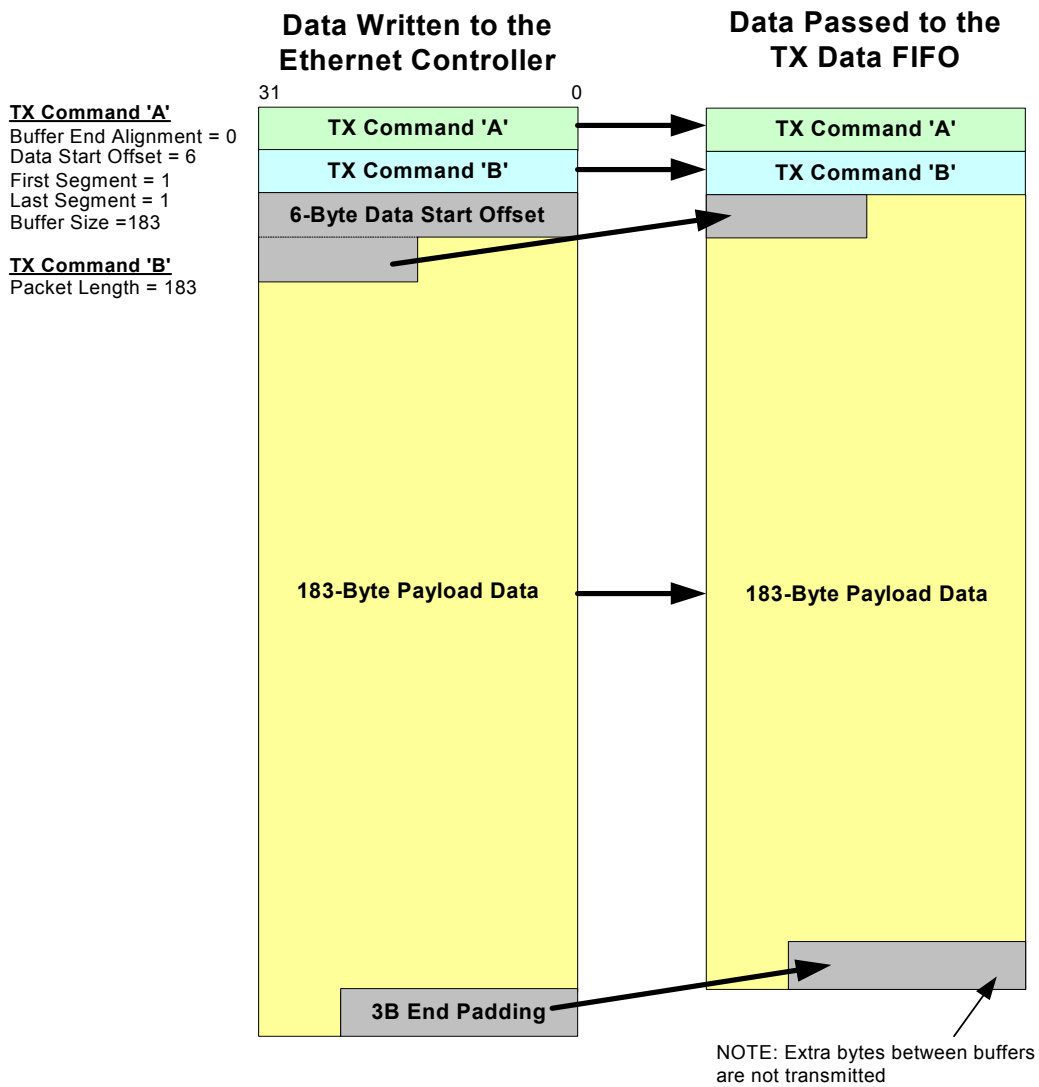 Data Written to the
Ethernet Controller
Data Passed to the
TX Data FIFO
31
0
TX Command 'A'
Buffer End Alignment = 0
Data Start Offset = 6
First Segment = 1
Last Segment = 1
Buffer Size =183
TX Command 'B'
Packet Length = 183
TX Command 'A'
TX Command 'A'
TX Command 'B'
TX Command 'B'
6-Byte Data Start Offset
183-Byte Payload Data
183-Byte Payload Data
3B End Padding
NOTE: Extra bytes between buffers
are not transmitted